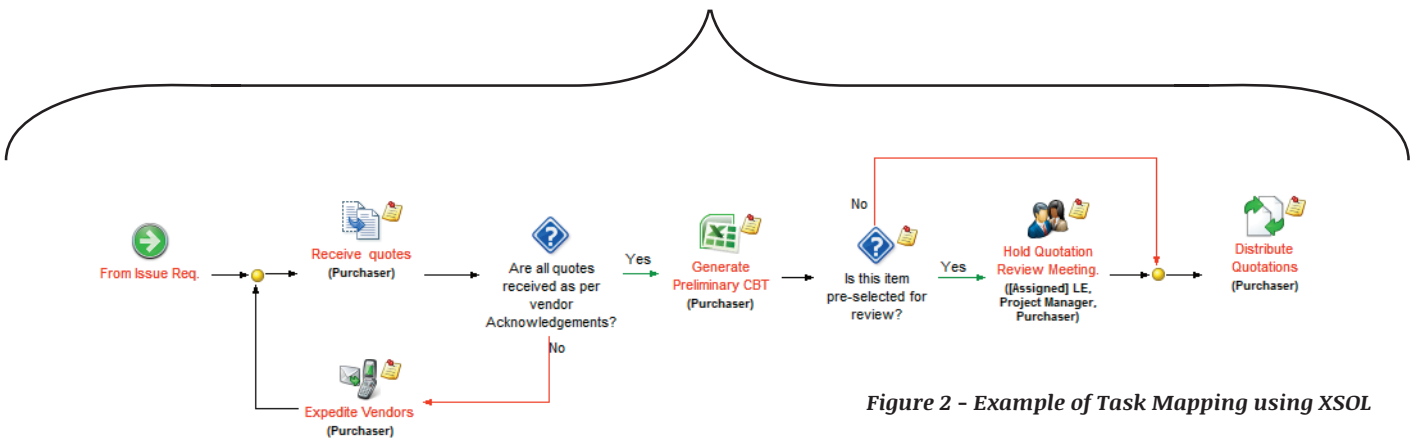 From Issue Req.
Receive quotes
(Purchaser)
Are all quotes
received as per
vendor
Acknowledgements?
Yes
No
Expedite Vendors
(Purchaser)
Generate
Preliminary CBT
(Purchaser)
No
Is this item
pre-selected for
review?
Yes
Hold Quotation
Review Meeting.
([Assigned] LE,
Project Manager,
Purchaser)
Distribute
Quotations
(Purchaser)
Figure 2 – Example of Task Mapping using XSOL